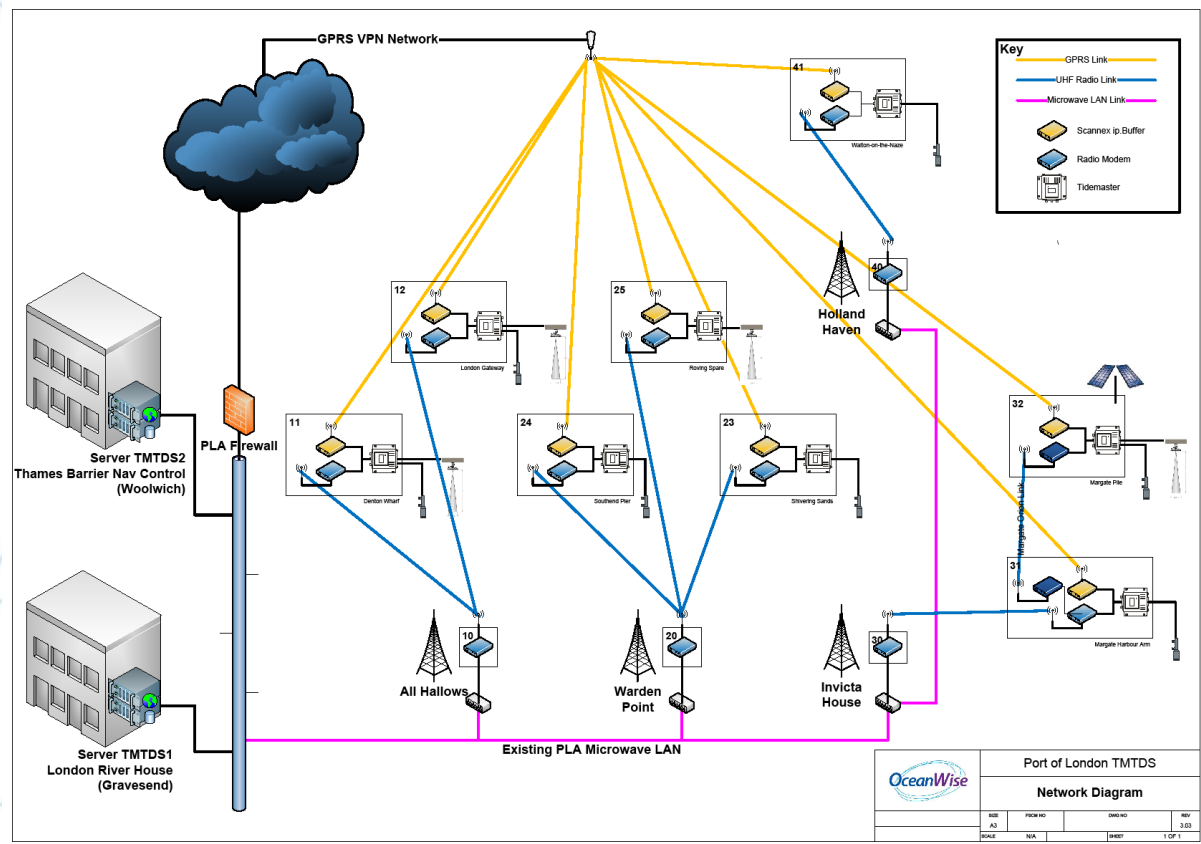 GPRS VPN Network
Key
GPRS Link
UHF Radio Link
Microwave LAN Link
Scannex ip.Buffer
Radio Modem
Tidemaster
41
Walton-on-the-Naze
40
Holland
Haven
12
London Gateway
25
Roving Spare
11
Denton Wharf
24
Southend Pier
23
Shivering Sands
32
Margate Pile
Margate Orion Link
31
Margate Harbour Arm
PLA Firewall
Server TMTDS2
Thames Barrier Nav Control
(Woolwich)
10
All Hallows
20
Warden
Point
30
Invicta
House
Existing PLA Microwave LAN
Server TMTDS1
London River House
(Gravesend)
OceanWise
Port of London TMTDS
Network Diagram
SIZE
A3
FSCM NO
DWG NO
REV
3.03
SCALE
N/A
SHEET
1 OF 1